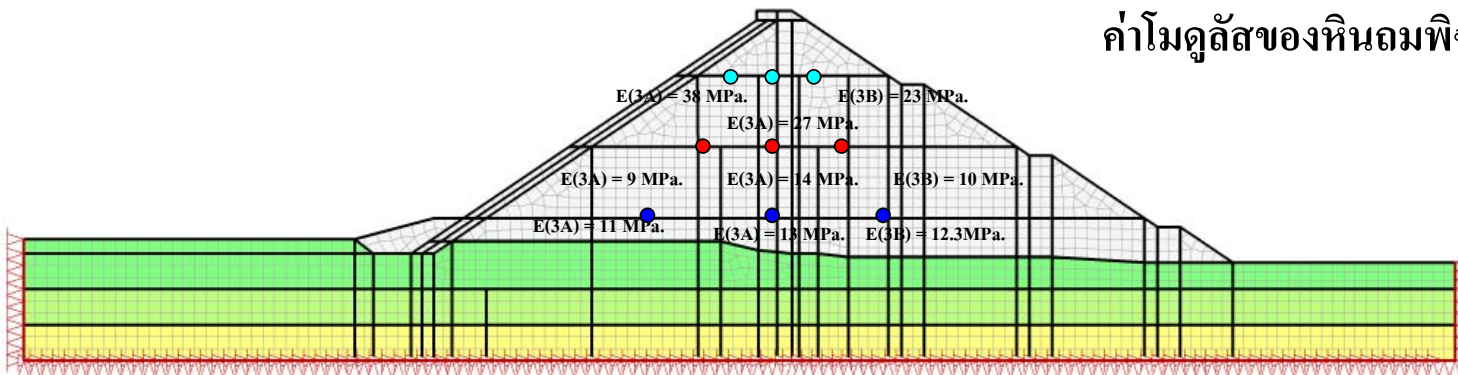 ค่าโมดูลัสของหินถม
E(3A) = 38 MPa.
E(3B) = 23 MPa.
E(3A) = 27 MPa.
E(3A) = 9 MPa.
E(3A) = 14 MPa.
E(3B) = 10 MPa.
E(3A) = 11 MPa.
E(3A) = 13 MPa.
E(3B) = 12.3MPa.